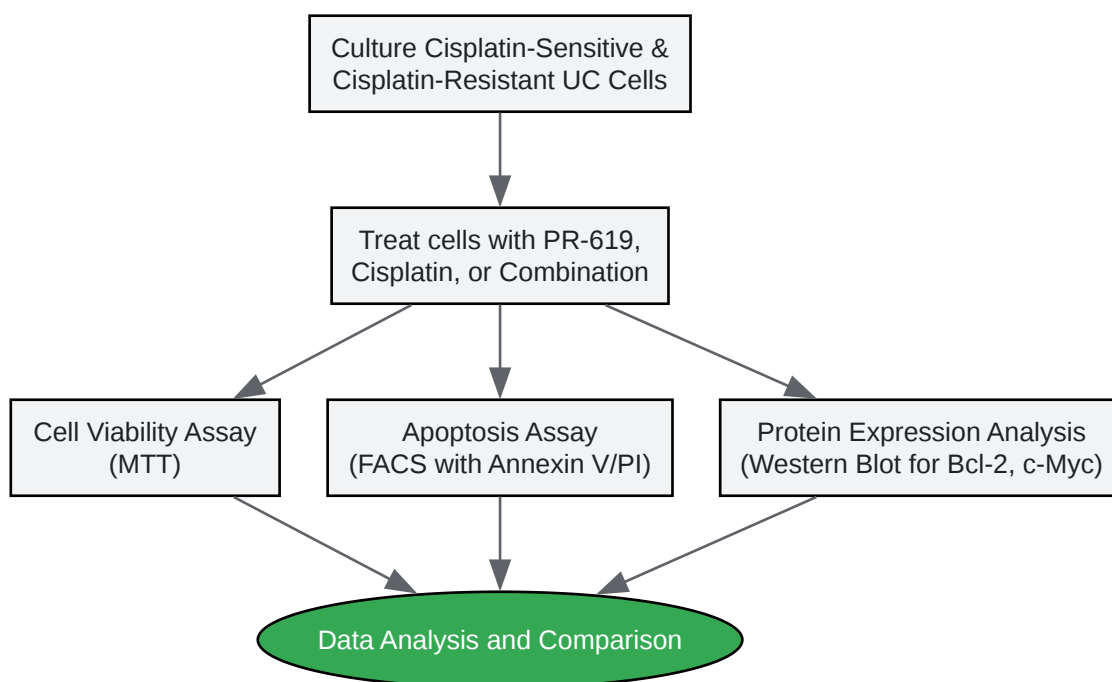 Culture Cisplatin-Sensitive &
Cisplatin-Resistant UC Cells
Treat cells with PR-619,
Cisplatin, or Combination
Cell Viability Assay
(MTT)
Apoptosis Assay
(FACS with Annexin V/PI)
Protein Expression Analysis
(Western Blot for Bcl-2, c-Myc)
Data Analysis and Comparison